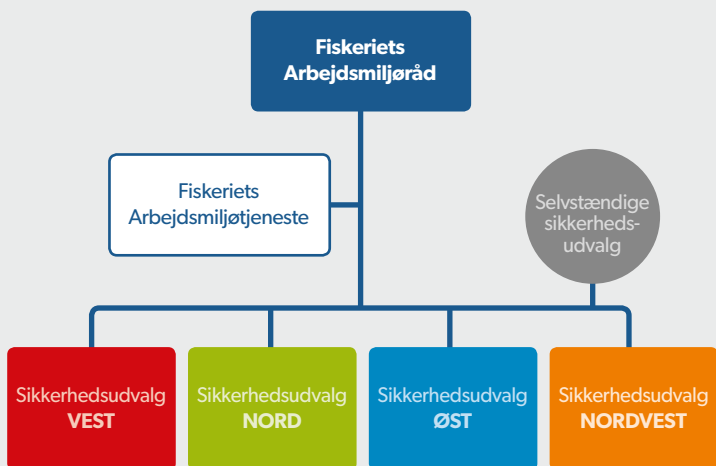 Fiskeriets
Arbejdsmiljøråd
Fiskeriets
Arbejdsmiljøtjeneste
Selvstændige
sikkerheds-
udvalg
Sikkerhedsudvalg
VEST
Sikkerhedsudvalg
NORD
Sikkerhedsudvalg
ØST
Sikkerhedsudvalg
NORDVEST